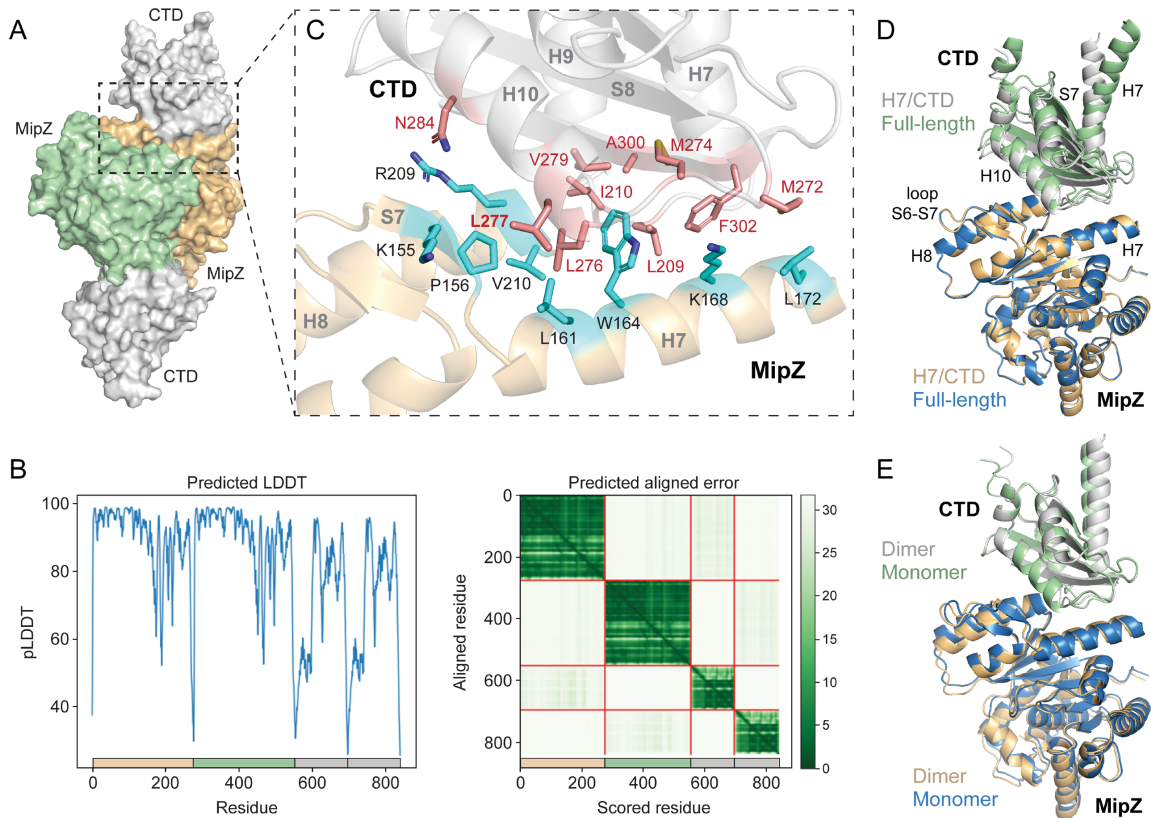 A
MipZ
CTD
MipZ
CTD
C
CTD
H9
H7
S8
H10
N284
A300
M274
V279
R209
I210
M272
S7
L277
F302
K155
L276
L209
P156
V210
K168
L172
H8
L161
W164
H7
MipZ
D
CTD
H7/CTD
Full-length
S7
H7
H10
loop
S6-S7
H8
H7
H7/CTD
Full-length
MipZ
B
Predicted LDDT
pLDDT
100
80
60
40
0
200
400
600
800
Residue
Predicted aligned error
Aligned residue
0
200
400
600
800
0
200
400
600
800
Scored residue
30
25
20
15
10
5
0
E
CTD
Dimer
Monomer
Dimer
Monomer
MipZ